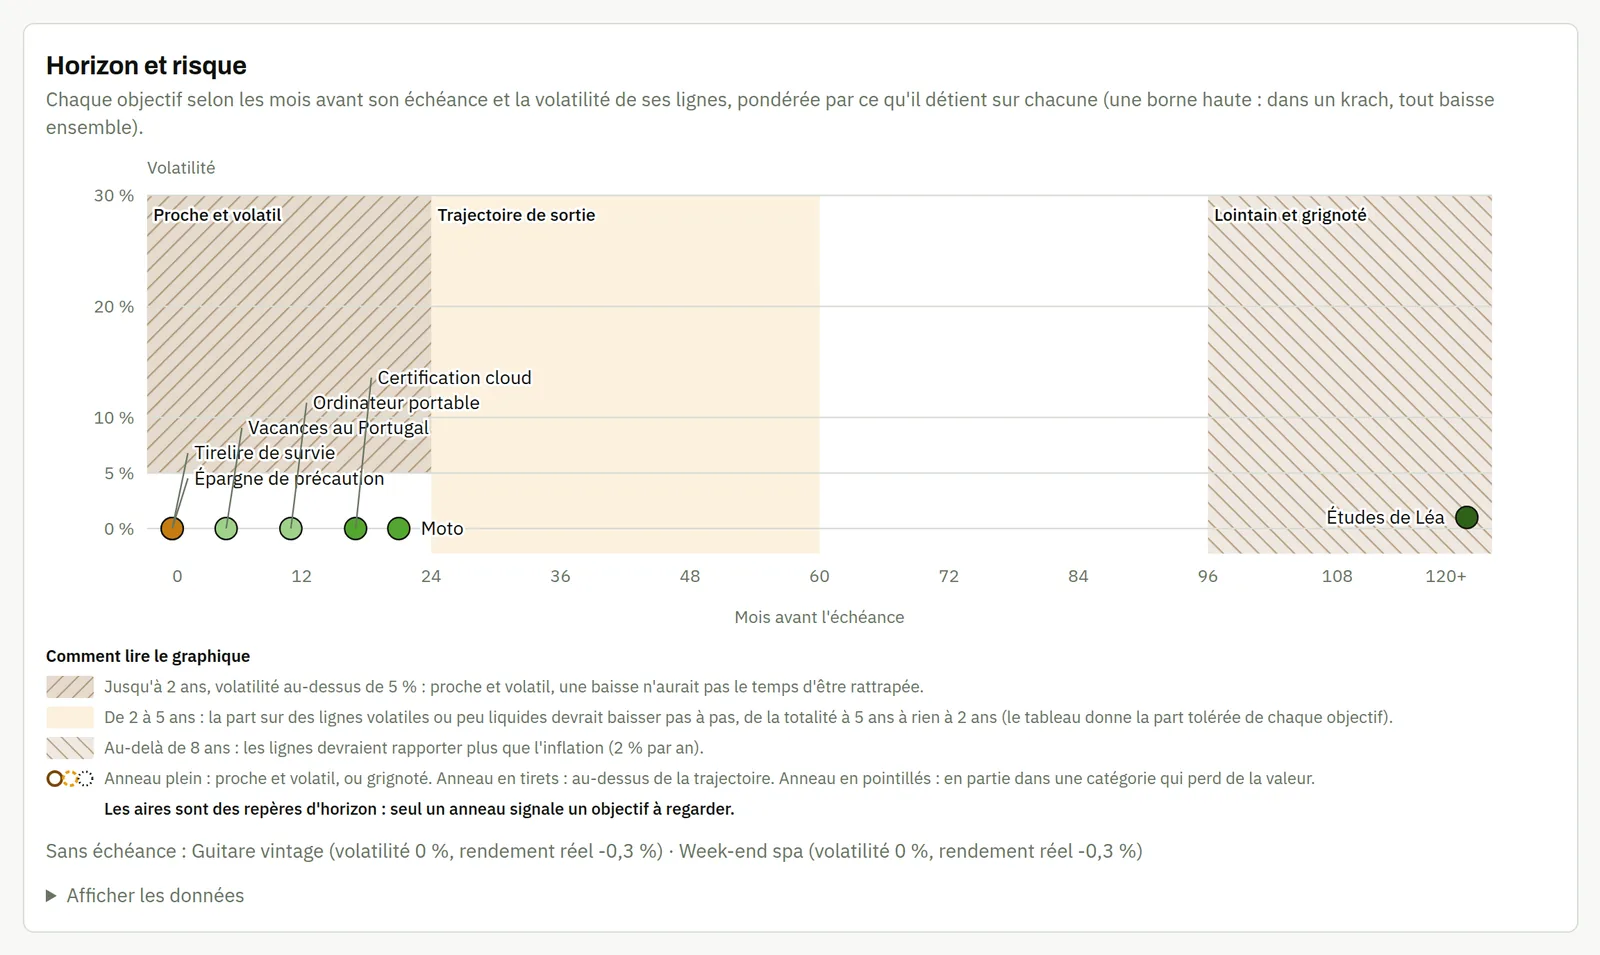 Horizon et risque
Chaque objectif selon les mois avant son échéance et la volatilité de ses lignes, pondérée par ce qu'il détient sur chacune (une borne haute : dans un krach, tout baisse
ensemble).
Volatilité
30 %
Proche et volatil
Trajectoire de sortie
Lointain et grignoté
20 %
Certification cloud
Ordinateur portable
10 %
Vacances au Portugal
Tirelire de survie
5 %
Épargne de précaution
Études de Léa
0 %
Moto
0 12 24 36 48 60 72 84 96 108 120+
Mois avant l'échéance
Comment lire le graphique
Jusqu'à 2 ans, volatilité au-dessus de 5 % : proche et volatil, une baisse n'aurait pas le temps d'être rattrapée.
De 2 à 5 ans : la part sur des lignes volatiles ou peu liquides devrait baisser pas à pas, de la totalité à 5 ans à rien à 2 ans (le tableau donne la part tolérée de chaque objectif).
Au-delà de 8 ans : les lignes devraient rapporter plus que l'inflation (2 % par an).
Anneau plein : proche et volatil, ou grignoté. Anneau en tirets : au-dessus de la trajectoire. Anneau en pointillés : en partie dans une catégorie qui perd de la valeur.
Les aires sont des repères d'horizon : seul un anneau signale un objectif à regarder.
Sans échéance : Guitare vintage (volatilité 0 %, rendement réel -0,3 %) · Week-end spa (volatilité 0 %, rendement réel -0,3 %)
Afficher les données